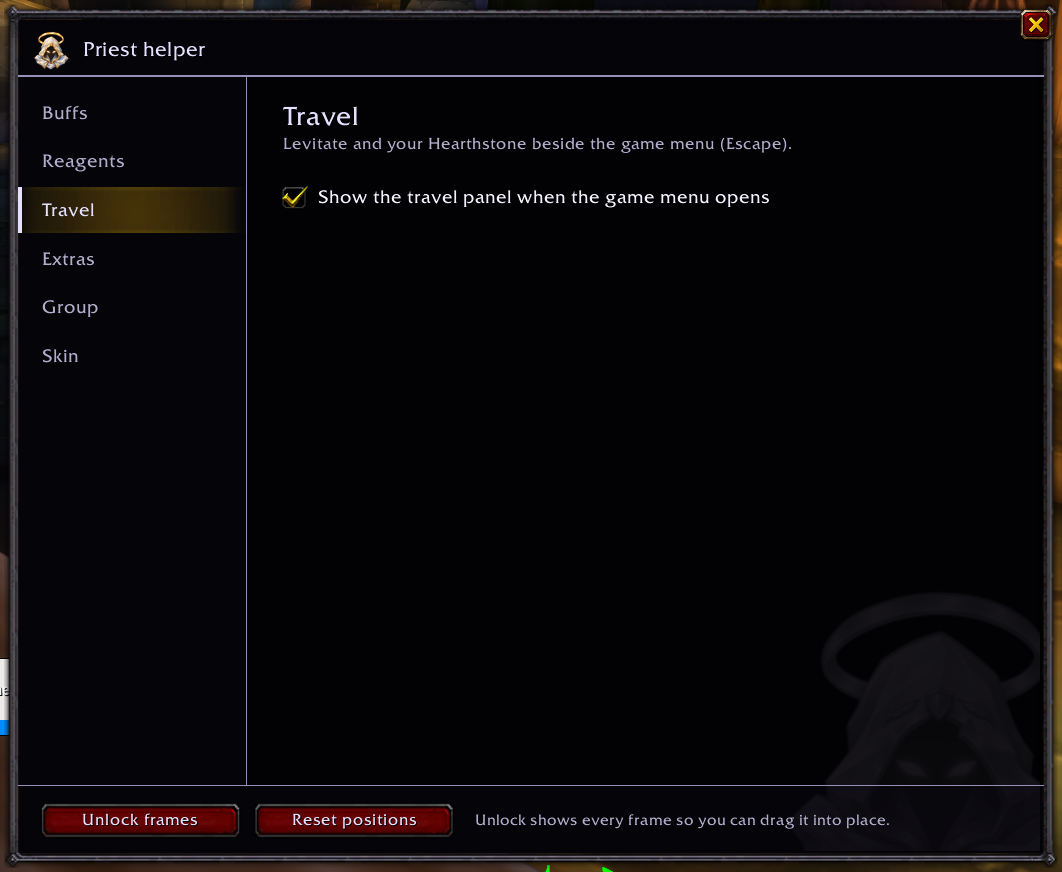 Priest helper
Buffs
Reagents
Travel
Extras
Group
Skin
Travel
Levitate and your Hearthstone beside the game menu (Escape).
Show the travel panel when the game menu opens
Unlock frames
Reset positions
Unlock shows every frame so you can drag it into place.